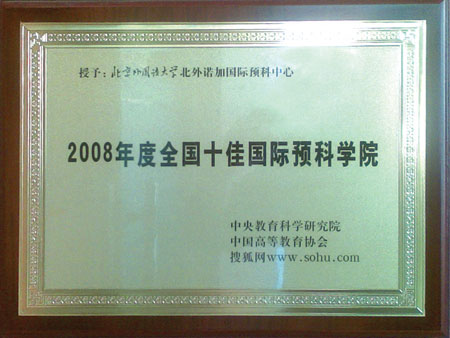 授予：北京外国语大学北外诺加国际预科中心
2008年度全国十佳国际预科学院
中央教育科学研究院
中国高等教育协会
搜狐网www.sohu.com